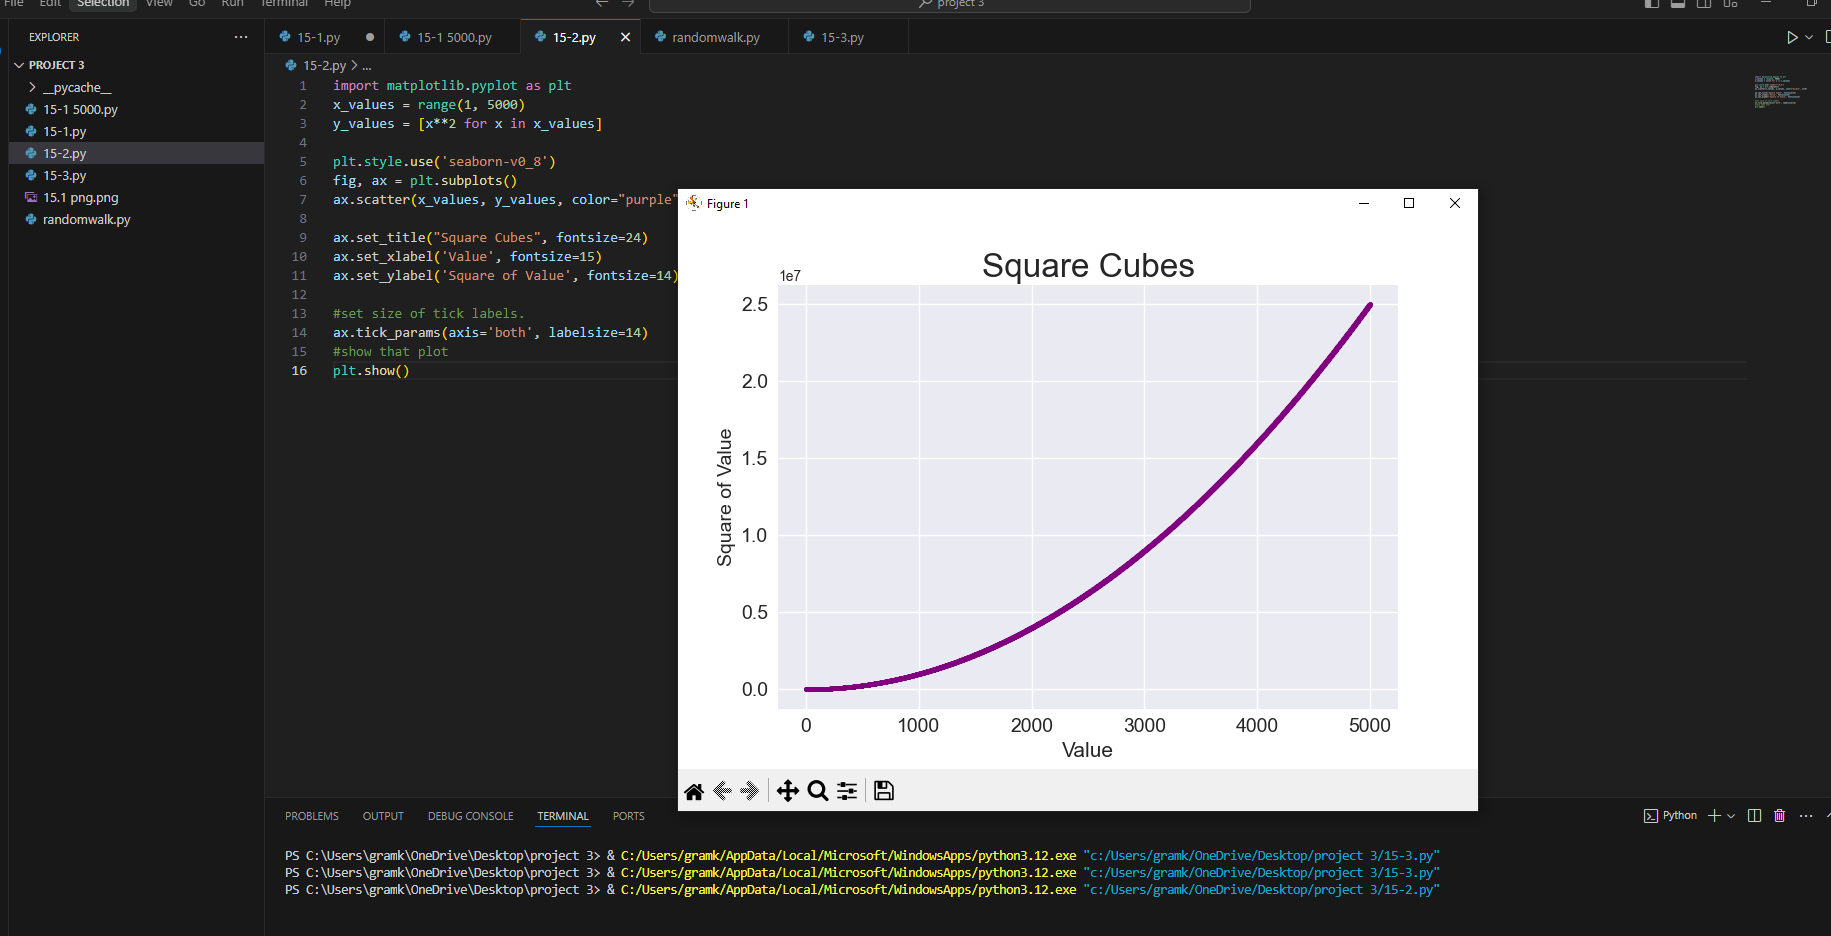 File Edit Selection View Go Run Terminal Help
project 3
EXPLORER
PROJECT 3
__pycache__
15-1 5000.py
15-1.py
15-2.py
15-3.py
15.1 png.png
randomwalk.py
15-1.py 15-1 5000.py 15-2.py randomwalk.py 15-3.py
15-2.py > ...
1 import matplotlib.pyplot as plt
2 x_values = range(1, 5000)
3 y_values = [x**2 for x in x_values]
4
5 plt.style.use('seaborn-v0_8')
6 fig, ax = plt.subplots()
7 ax.scatter(x_values, y_values, color="purple"
8
9 ax.set_title("Square Cubes", fontsize=24)
10 ax.set_xlabel('Value', fontsize=15)
11 ax.set_ylabel('Square of Value', fontsize=14)
12
13 #set size of tick labels.
14 ax.tick_params(axis='both', labelsize=14)
15 #show that plot
16 plt.show()
Figure 1
Square Cubes
1e7
2.5
2.0
1.5
1.0
0.5
0.0
Square of Value
0 1000 2000 3000 4000 5000
Value
PROBLEMS OUTPUT DEBUG CONSOLE TERMINAL PORTS
Python
PS C:\Users\gramk\OneDrive\Desktop\project 3> & C:/Users/gramk/AppData/Local/Microsoft/WindowsApps/python3.12.exe "c:/Users/gramk/OneDrive/Desktop/project 3/15-3.py"
PS C:\Users\gramk\OneDrive\Desktop\project 3> & C:/Users/gramk/AppData/Local/Microsoft/WindowsApps/python3.12.exe "c:/Users/gramk/OneDrive/Desktop/project 3/15-3.py"
PS C:\Users\gramk\OneDrive\Desktop\project 3> & C:/Users/gramk/AppData/Local/Microsoft/WindowsApps/python3.12.exe "c:/Users/gramk/OneDrive/Desktop/project 3/15-2.py"